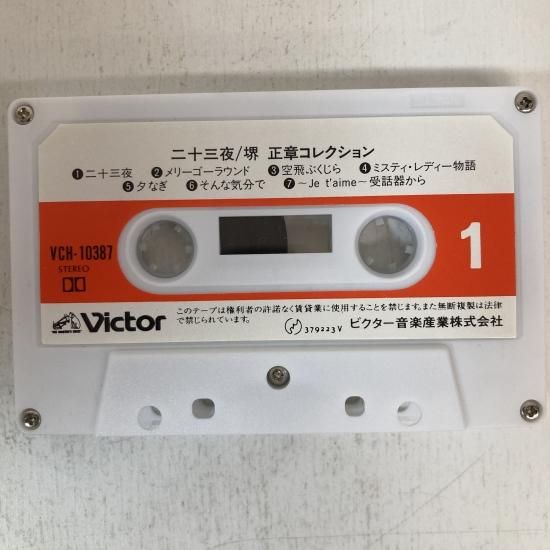 二十三夜/堺 正章コレクション
❶二十三夜 ❷メリーゴーラウンド ❸空飛ぶくじら ❹ミスティ・レディー物語
❺夕なぎ ❻そんな気分で ❼〜Je t'aime〜受話器から
VCH-10387
STEREO
1
Victor
このテープは権利者の許諾なく賃貸業に使用することを禁じます。また無断複製は法律
で禁じられています。
379223V ビクター音楽産業株式会社